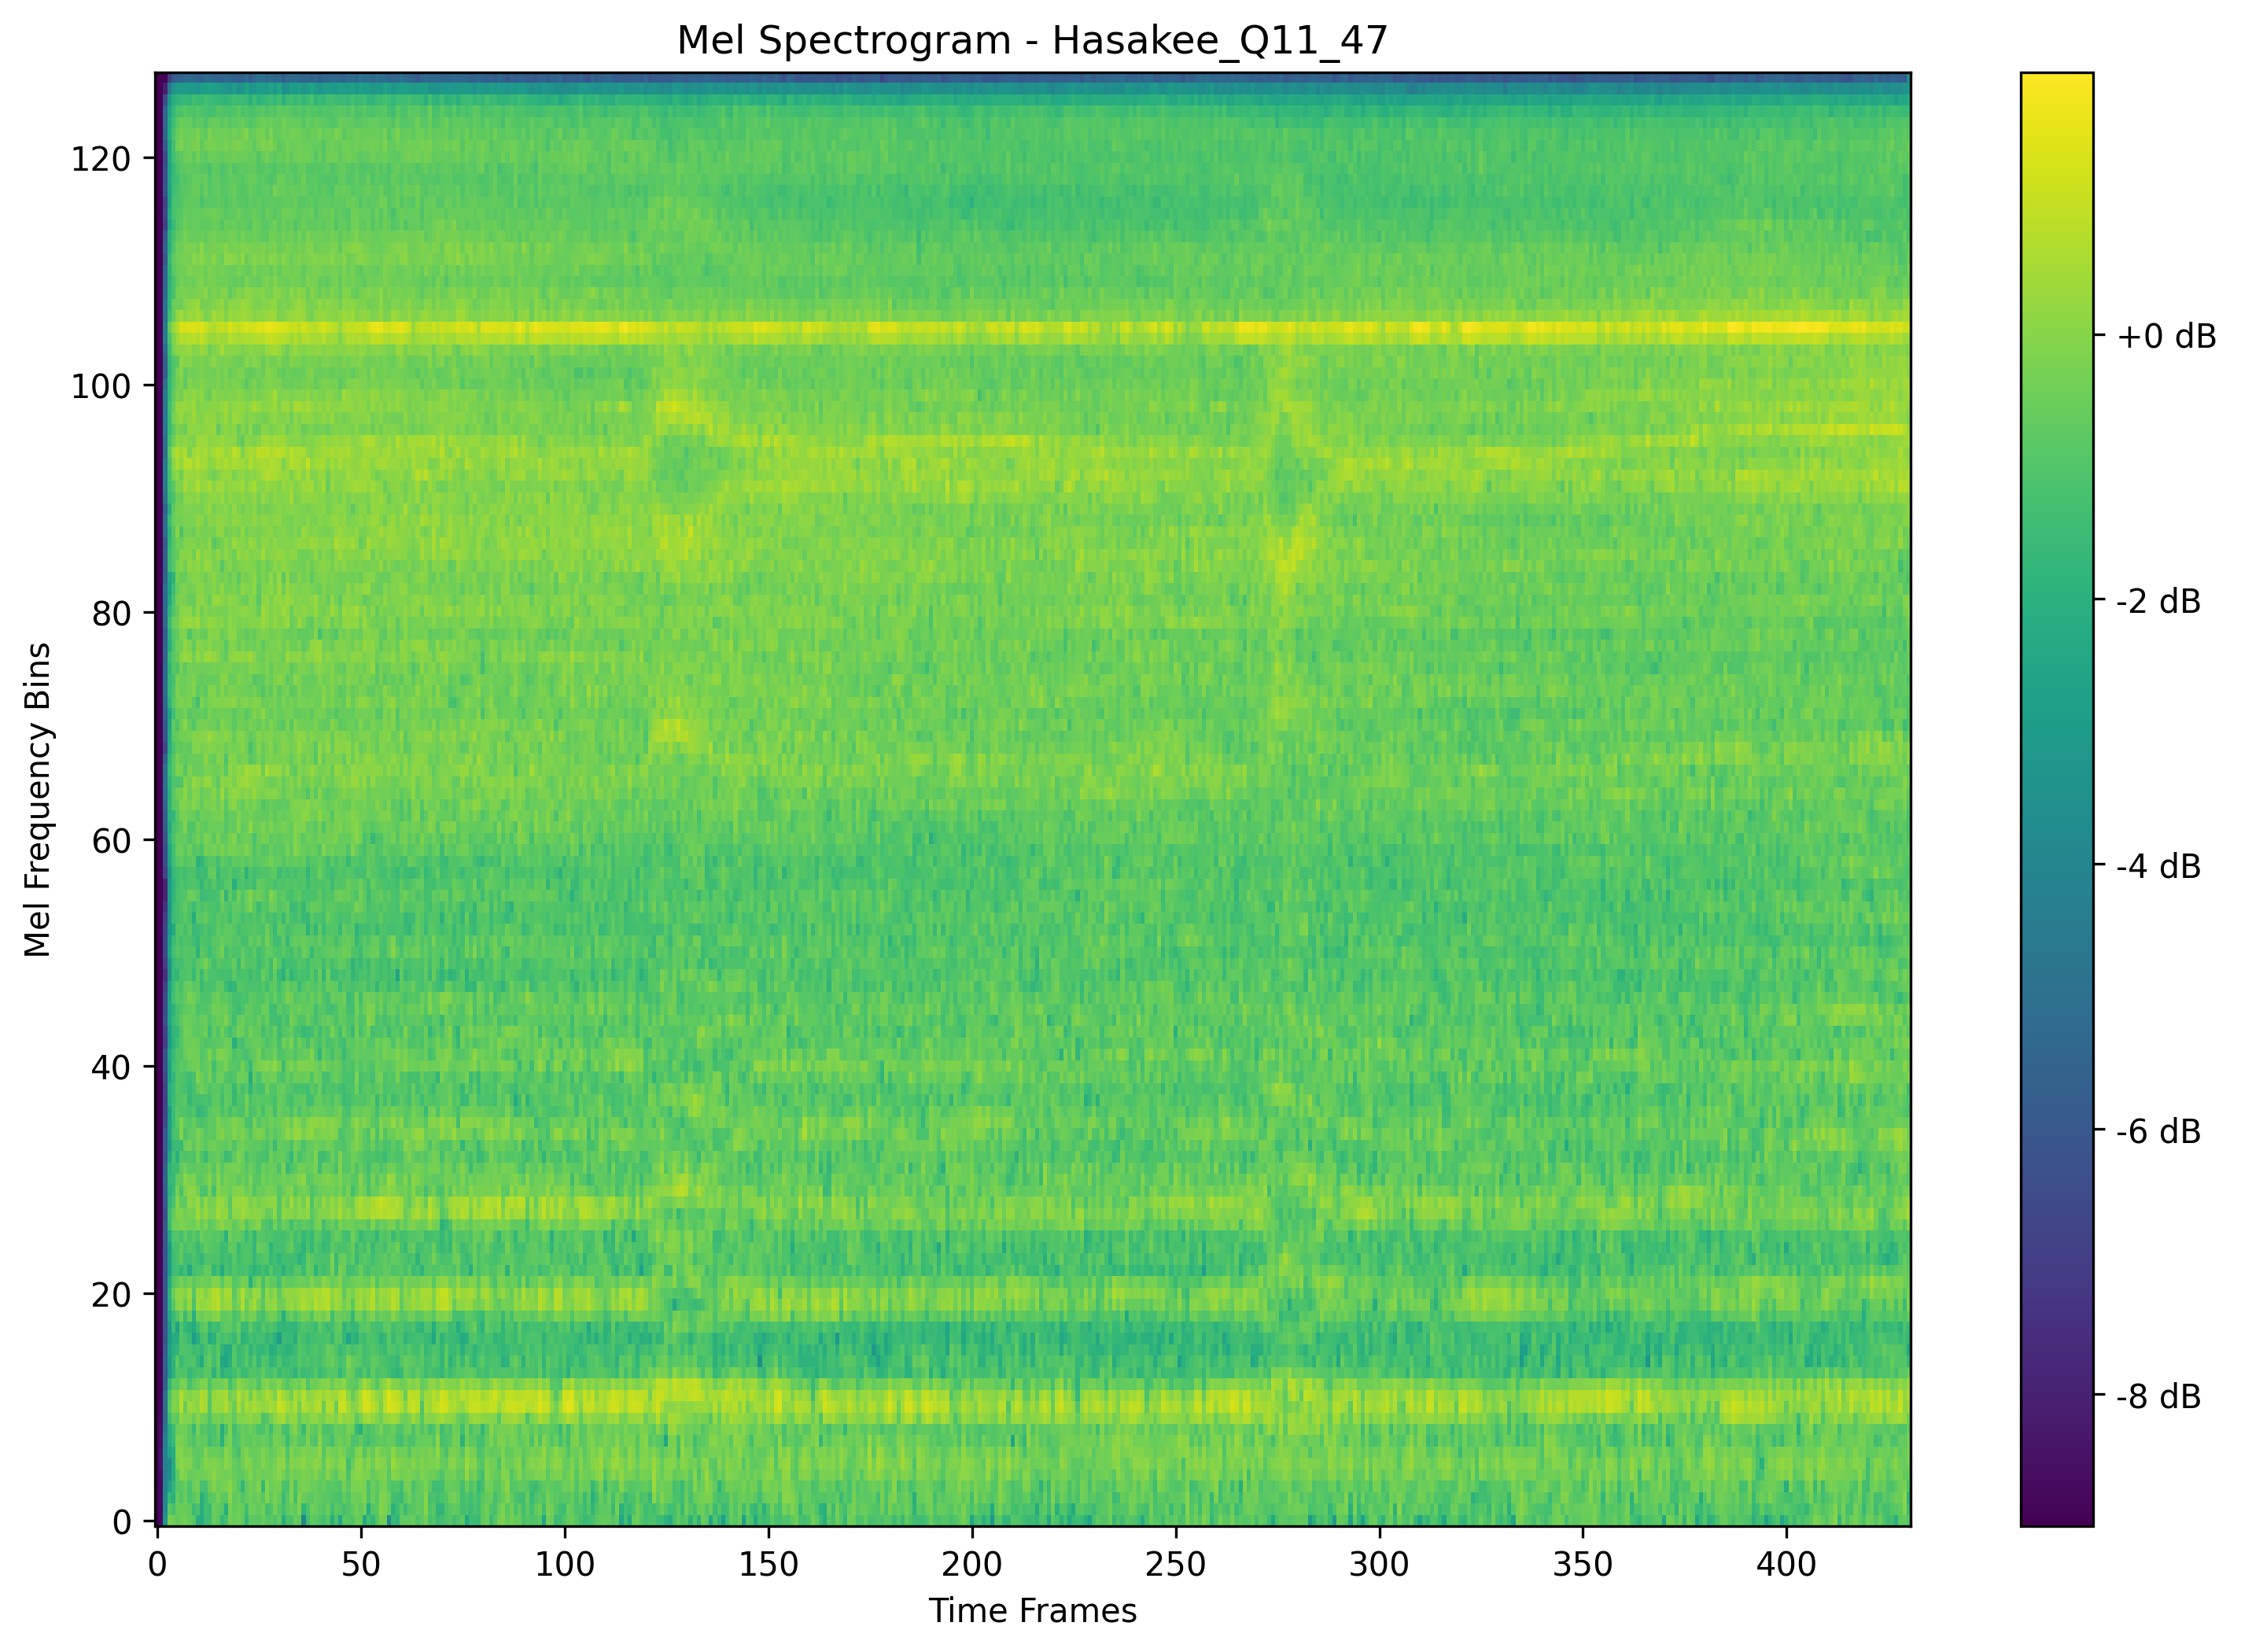 Mel Spectrogram - Hasakee_Q11_47
Mel Frequency Bins
120
100
80
60
40
20
0
0 50 100 150 200 250 300 350 400
Time Frames
+0 dB
-2 dB
-4 dB
-6 dB
-8 dB